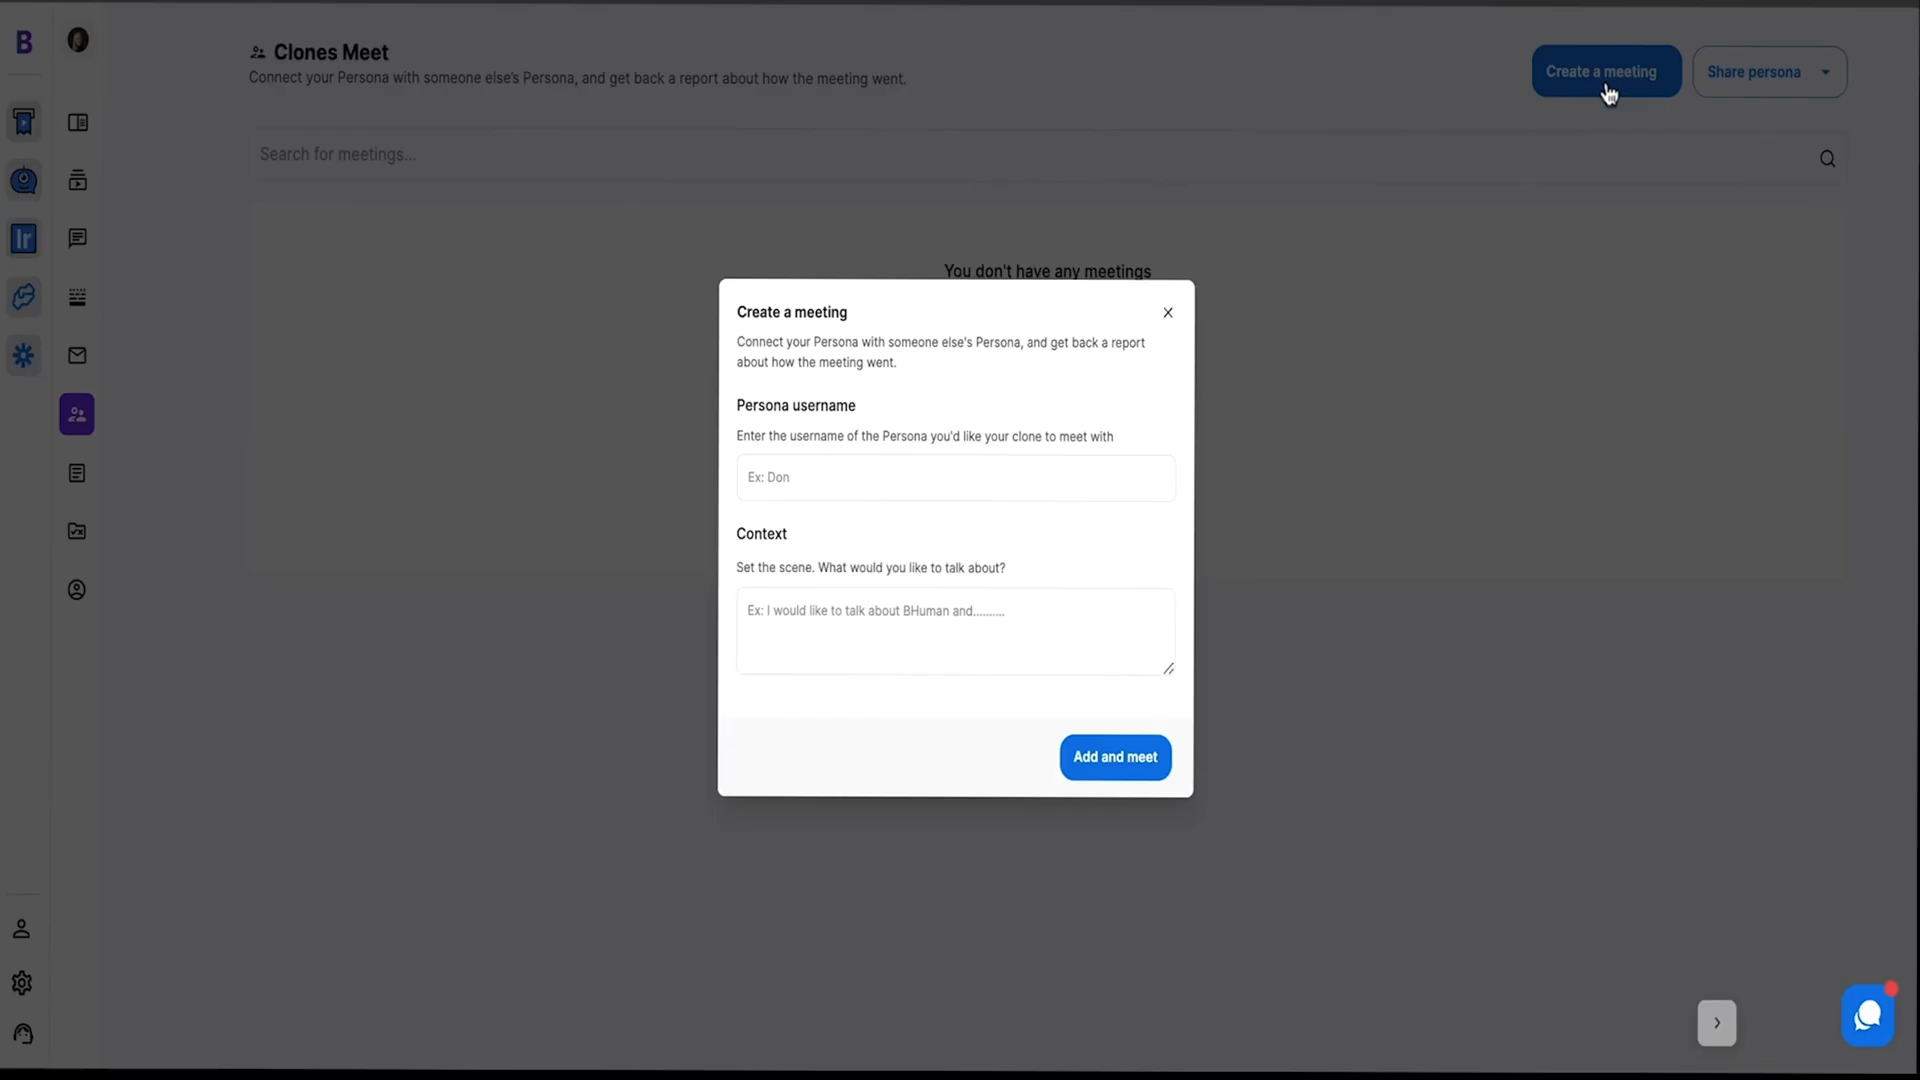 B
Clones Meet
Connect your Persona with someone else's Persona, and get back a report about how the meeting went.
Create a meeting
Share persona
Search for meetings...
Ir
You don't have any meetings
Create a meeting
Connect your Persona with someone else's Persona, and get back a report
about how the meeting went.
Persona username
Enter the username of the Persona you'd like your clone to meet with
Ex: Don
Context
Set the scene. What would you like to talk about?
Ex: I would like to talk about BHuman and..........
Add and meet